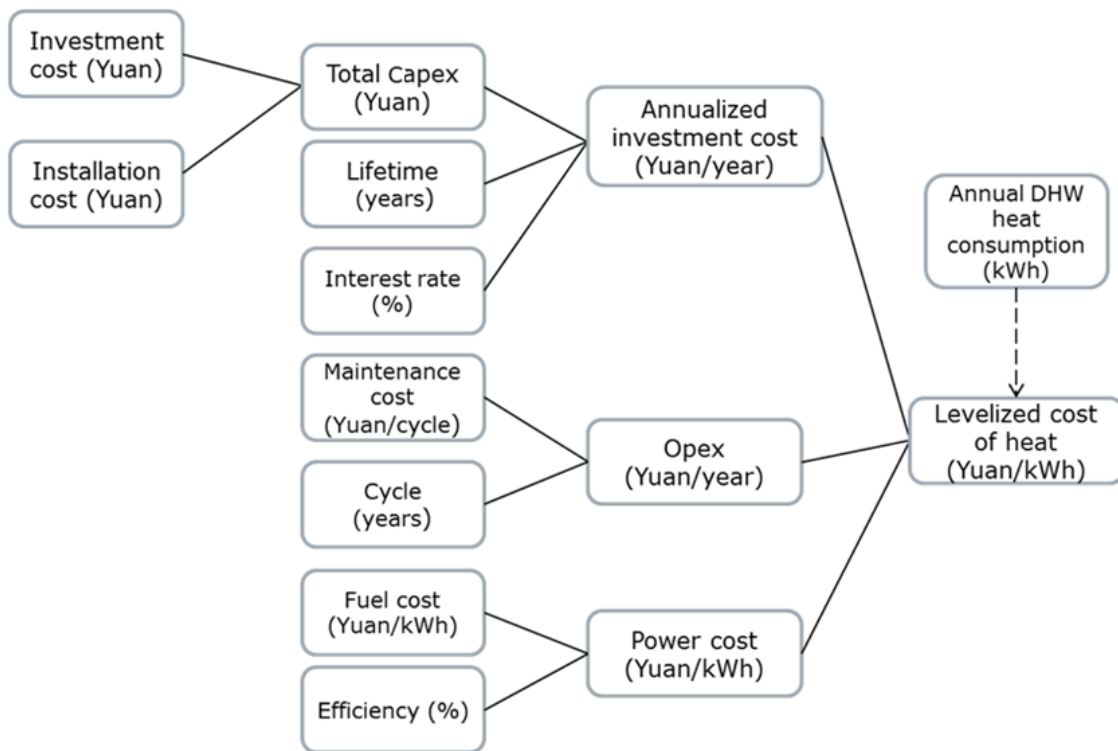 Investment
cost (Yuan)
Installation
cost (Yuan)
Total Capex
(Yuan)
Lifetime
(years)
Interest rate
(%)
Maintenance
cost
(Yuan/cycle)
Cycle
(years)
Fuel cost
(Yuan/kWh)
Efficiency (%)
Annualized
investment cost
(Yuan/year)
Opex
(Yuan/year)
Power cost
(Yuan/kWh)
Annual DHW
heat
consumption
(kWh)
Levelized cost
of heat
(Yuan/kWh)